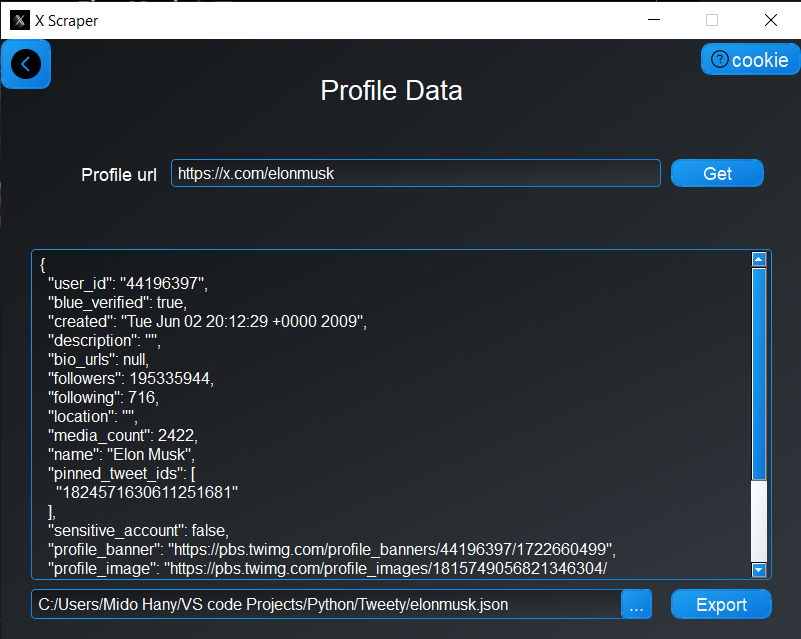 X Scraper
cookie
Profile Data
Profile url https://x.com/elonmusk Get
{
"user_id": "44196397",
"blue_verified": true,
"created": "Tue Jun 02 20:12:29 +0000 2009",
"description": "",
"bio_urls": null,
"followers": 195335944,
"following": 716,
"location": "",
"media_count": 2422,
"name": "Elon Musk",
"pinned_tweet_ids": [
"1824571630611251681"
],
"sensitive_account": false,
"profile_banner": "https://pbs.twimg.com/profile_banners/44196397/1722660499",
"profile_image": "https://pbs.twimg.com/profile_images/1815749056821346304/
C:/Users/Mido Hany/VS code Projects/Python/Tweety/elonmusk.json ... Export